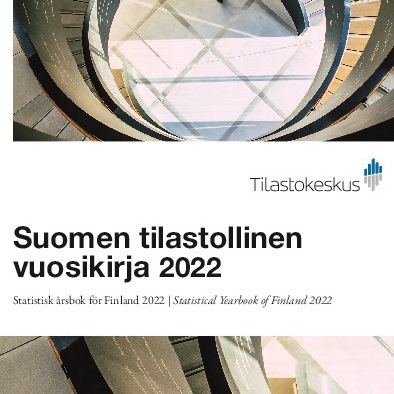 Tilastokeskus
Suomen tilastollinen
vuosikirja 2022
Statistisk årsbok för Finland 2022 | Statistical Yearbook of Finland 2022